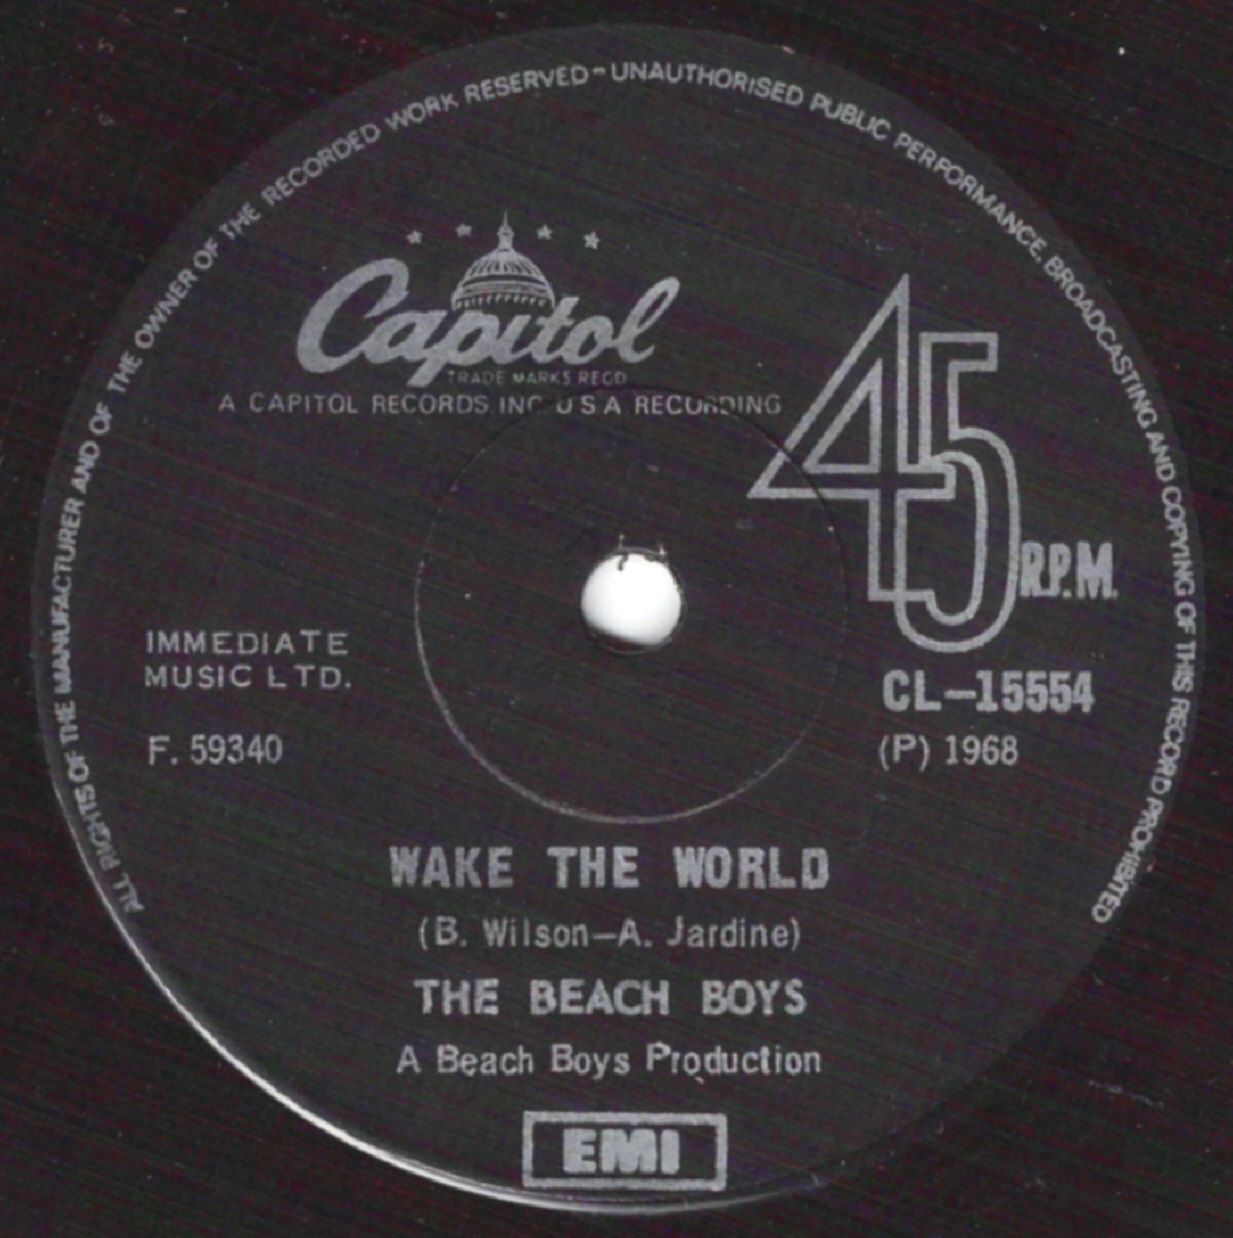 ALL RIGHTS OF THE MANUFACTURER AND OF THE OWNER OF THE RECORDED WORK RESERVED - UNAUTHORISED PUBLIC PERFORMANCE, BROADCASTING AND COPYING OF THIS RECORD PROHIBITED
Capitol
TRADE MARKS REGD
A CAPITOL RECORDS INC U S A RECORDING
45
R.P.M.
IMMEDIATE
MUSIC LTD.
CL-15554
F. 59340
(P) 1968
WAKE THE WORLD
(B. Wilson-A. Jardine)
THE BEACH BOYS
A Beach Boys Production
EMI